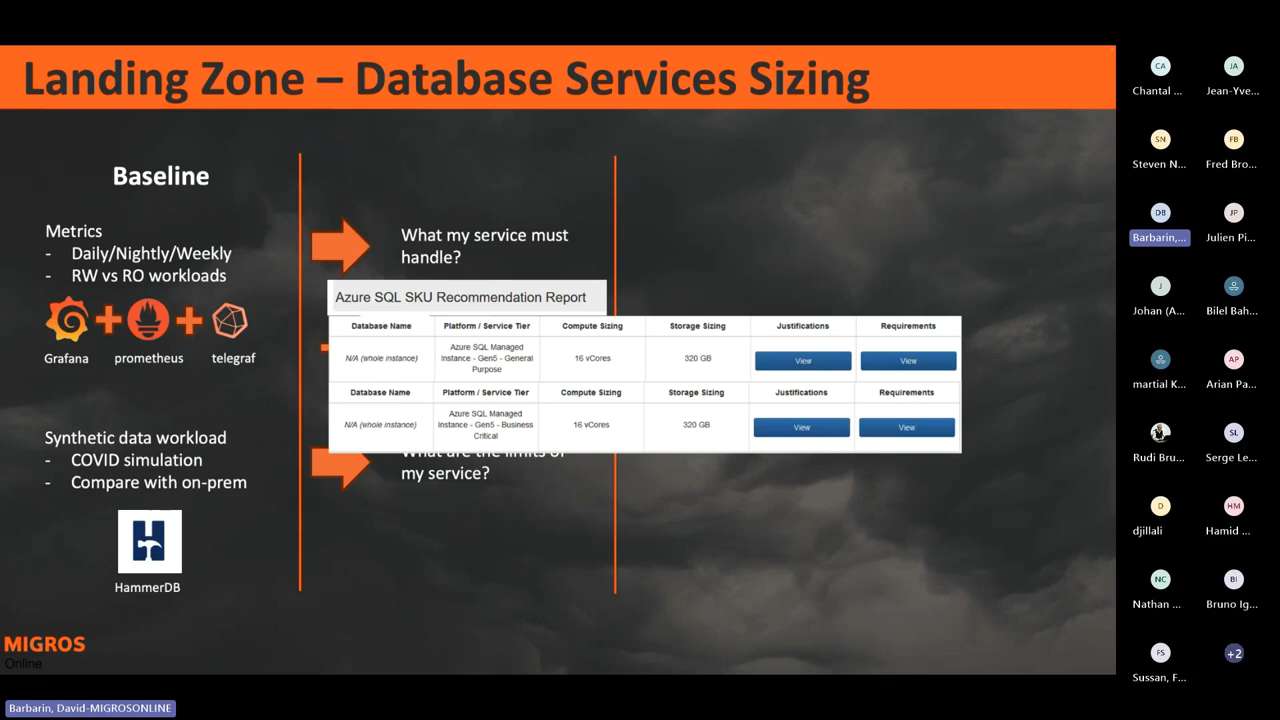 Landing Zone – Database Services Sizing
Baseline
Metrics
- Daily/Nightly/Weekly
- RW vs RO workloads
Grafana
prometheus
telegraf
Synthetic data workload
- COVID simulation
- Compare with on-prem
HammerDB
What my service must
handle?
Azure SQL SKU Recommendation Report
Database Name Platform / Service Tier Compute Sizing Storage Sizing Justifications Requirements
N/A (whole instance) Azure SQL Managed Instance - Gen5 - General Purpose 16 vCores 320 GB View View
Database Name Platform / Service Tier Compute Sizing Storage Sizing Justifications Requirements
N/A (whole instance) Azure SQL Managed Instance - Gen5 - Business Critical 16 vCores 320 GB View View
What are the limits of
my service?
MIGROS
Online
Barbarin, David-MIGROSONLINE
CA
Chantal ...
JA
Jean-Yve...
SN
Steven N...
FB
Fred Bro...
DB
Barbarin,...
JP
Julien Pi...
J
Johan (A...
Bilel Bah...
martial K...
AP
Arian Pa...
Rudi Bru...
SL
Serge Le...
D
djillali
HM
Hamid ...
NC
Nathan ...
BI
Bruno Ig...
FS
Sussan, F...
+2